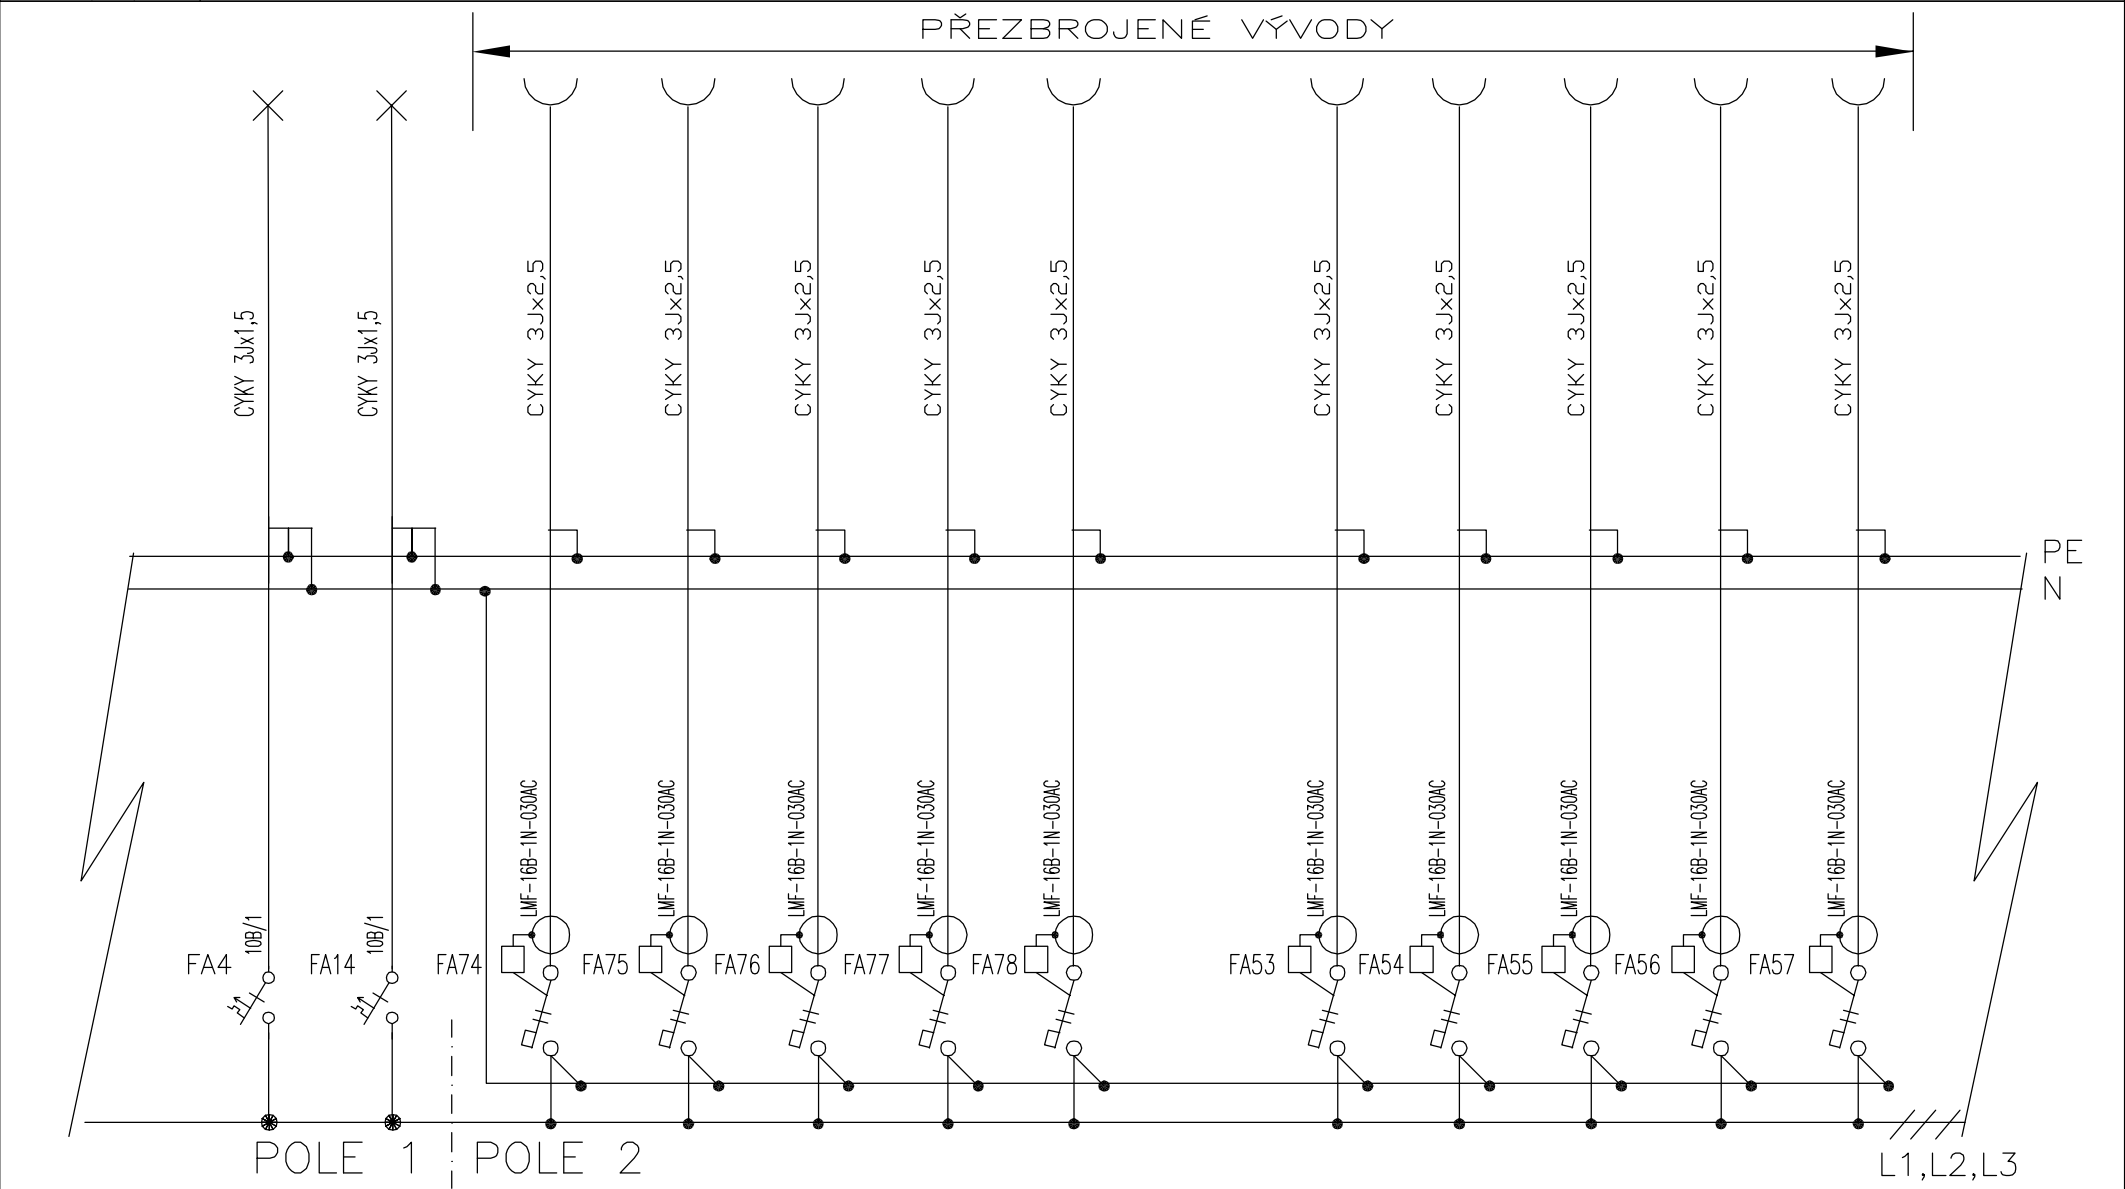 PŘEZBROJENÉ VÝVODY
CYKY 3Jx1,5
CYKY 3Jx1,5
CYKY 3Jx2,5
CYKY 3Jx2,5
CYKY 3Jx2,5
CYKY 3Jx2,5
CYKY 3Jx2,5
CYKY 3Jx2,5
CYKY 3Jx2,5
CYKY 3Jx2,5
CYKY 3Jx2,5
CYKY 3Jx2,5
PE
N
10B/1
10B/1
LMF-16B-1N-030AC
LMF-16B-1N-030AC
LMF-16B-1N-030AC
LMF-16B-1N-030AC
LMF-16B-1N-030AC
LMF-16B-1N-030AC
LMF-16B-1N-030AC
LMF-16B-1N-030AC
LMF-16B-1N-030AC
LMF-16B-1N-030AC
FA4
FA14
FA74
FA75
FA76
FA77
FA78
FA53
FA54
FA55
FA56
FA57
POLE 1
POLE 2
L1,L2,L3